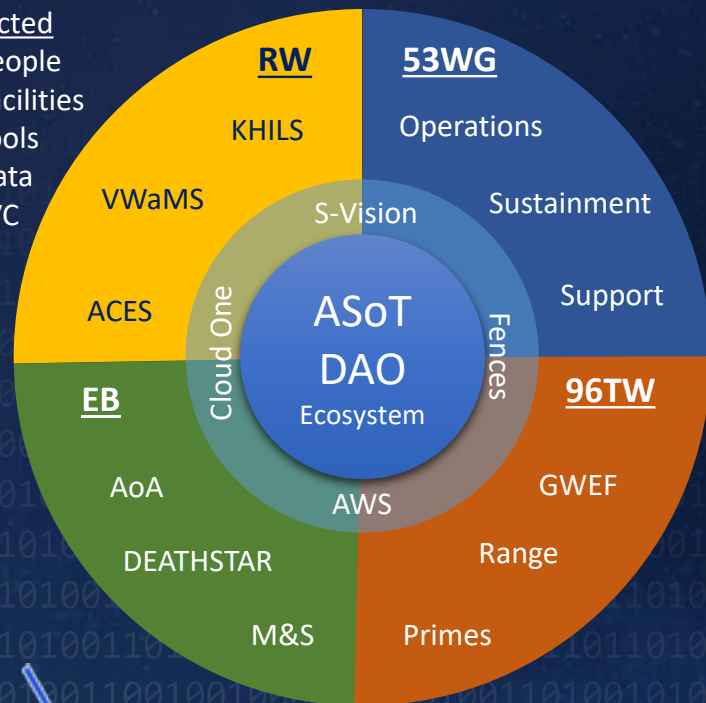 RW
KHILS
VWaMS
ACES
53WG
Operations
Sustainment
Support
EB
AoA
DEATHSTAR
M&S
96TW
GWEF
Range
Primes
S-Vision
Cloud One
Fences
AWS
ASoT
DAO
Ecosystem